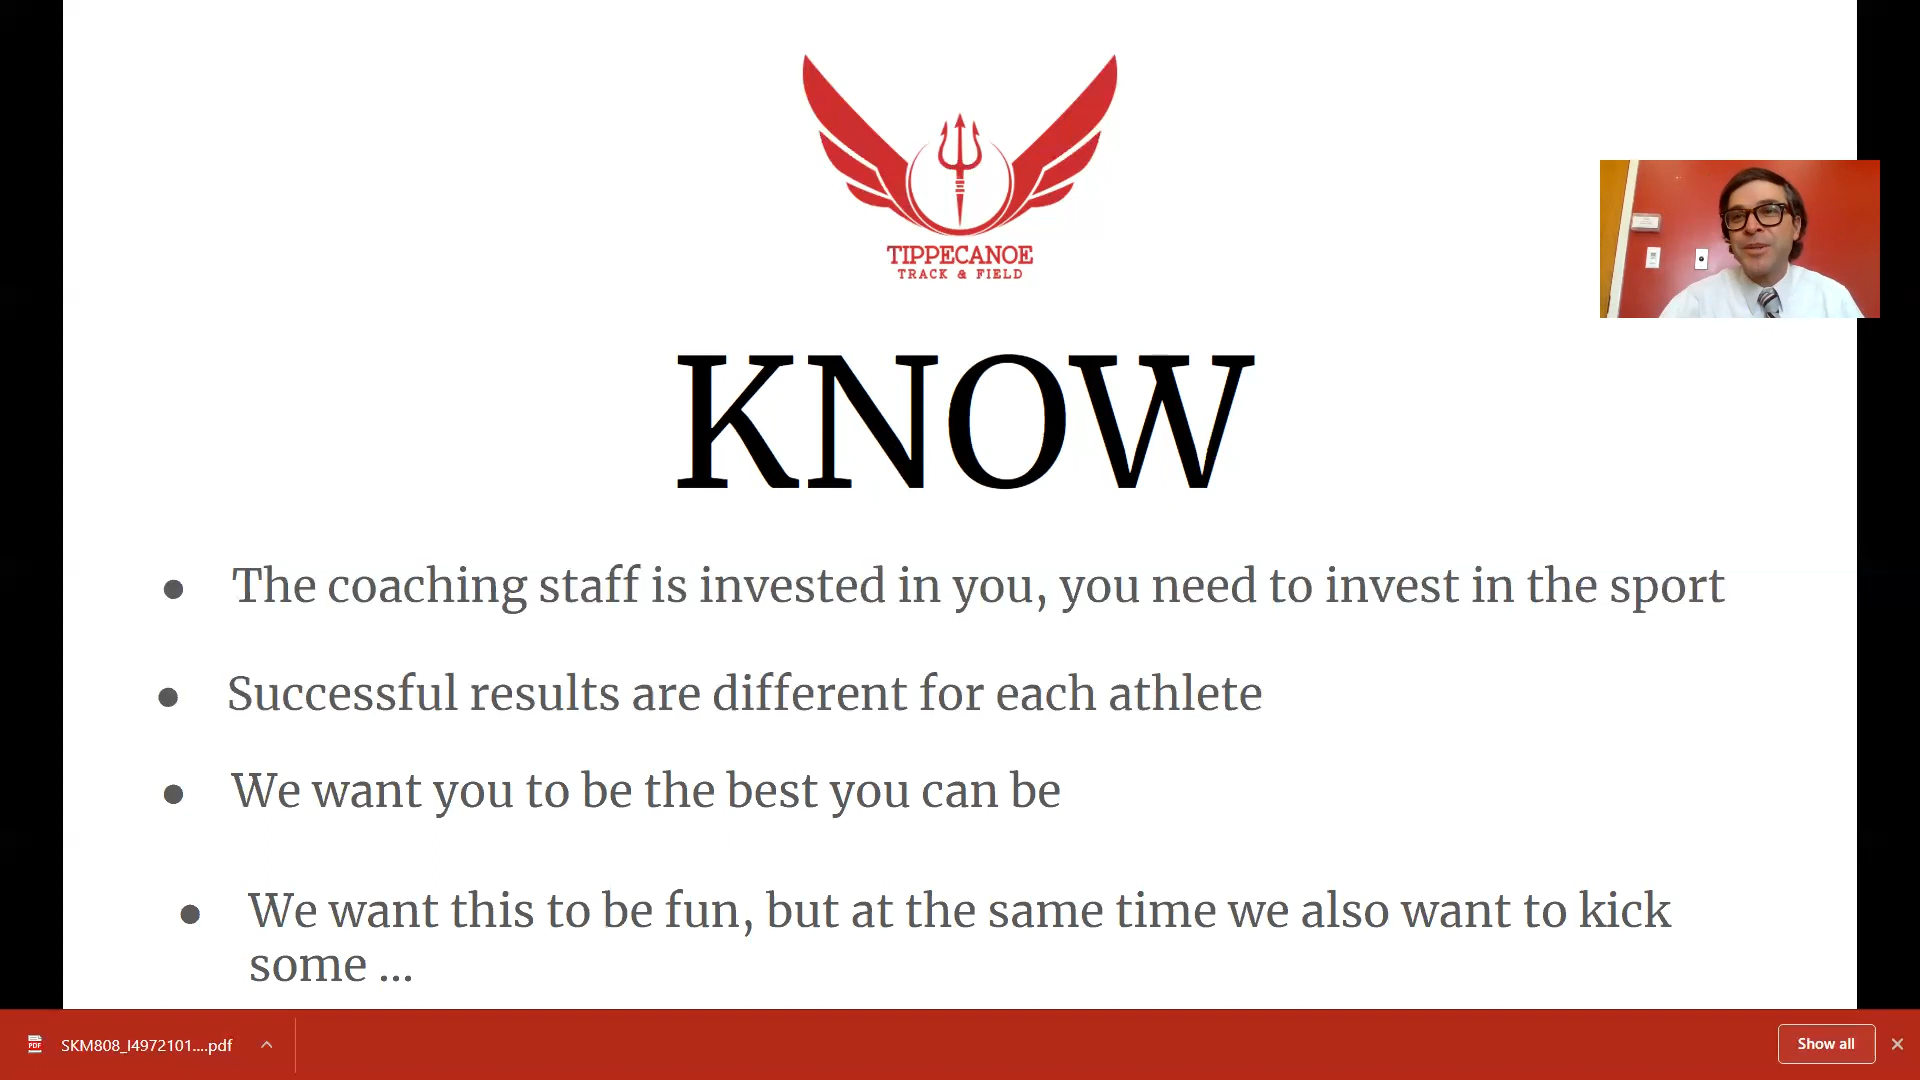 TIPPECANOE
TRACK & FIELD
KNOW
● The coaching staff is invested in you, you need to invest in the sport
● Successful results are different for each athlete
● We want you to be the best you can be
● We want this to be fun, but at the same time we also want to kick
some ...
PDF
SKM808_I4972101....pdf
Show all